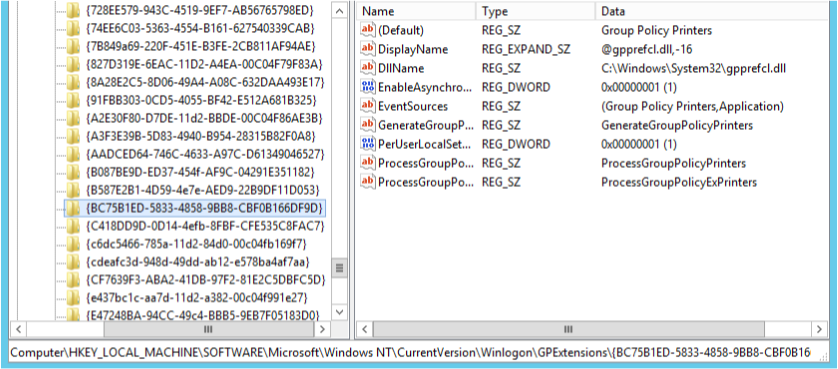 {728EE579-943C-4519-9EF7-AB56765798ED}
{74EE6C03-5363-4554-B161-627540339CAB}
{7B849a69-220F-451E-B3FE-2CB811AF94AE}
{827D319E-6EAC-11D2-A4EA-00C04F79F83A}
{8A28E2C5-8D06-49A4-A08C-632DAA493E17}
{91FBB303-0CD5-4055-BF42-E512A681B325}
{A2E30F80-D7DE-11d2-BBDE-00C04F86AE3B}
{A3F3E39B-5D83-4940-B954-28315B82F0A8}
{AADCED64-746C-4633-A97C-D61349046527}
{B087BE9D-ED37-454f-AF9C-04291E351182}
{B587E2B1-4D59-4e7e-AED9-22B9DF11D053}
{BC75B1ED-5833-4858-9BB8-CBF0B166DF9D}
{C418DD9D-0D14-4efb-8FBF-CFE535C8FAC7}
{c6dc5466-785a-11d2-84d0-00c04fb169f7}
{cdeafc3d-948d-49dd-ab12-e578ba4af7aa}
{CF7639F3-ABA2-41DB-97F2-81E2C5DBFC5D}
{e437bc1c-aa7d-11d2-a382-00c04f991e27}
{E47248BA-94CC-49c4-BBB5-9EB7F05183D0}
Name Type Data
ab (Default) REG_SZ Group Policy Printers
ab DisplayName REG_EXPAND_SZ @gpprefcl.dll,-16
ab DllName REG_SZ C:\Windows\System32\gpprefcl.dll
EnableAsynchro... REG_DWORD 0x00000001 (1)
ab EventSources REG_SZ (Group Policy Printers,Application)
ab GenerateGroupP... REG_SZ GenerateGroupPolicyPrinters
PerUserLocalSet... REG_DWORD 0x00000001 (1)
ab ProcessGroupPo... REG_SZ ProcessGroupPolicyPrinters
ab ProcessGroupPo... REG_SZ ProcessGroupPolicyExPrinters
Computer\HKEY_LOCAL_MACHINE\SOFTWARE\Microsoft\Windows NT\CurrentVersion\Winlogon\GPExtensions\{BC75B1ED-5833-4858-9BB8-CBF0B16